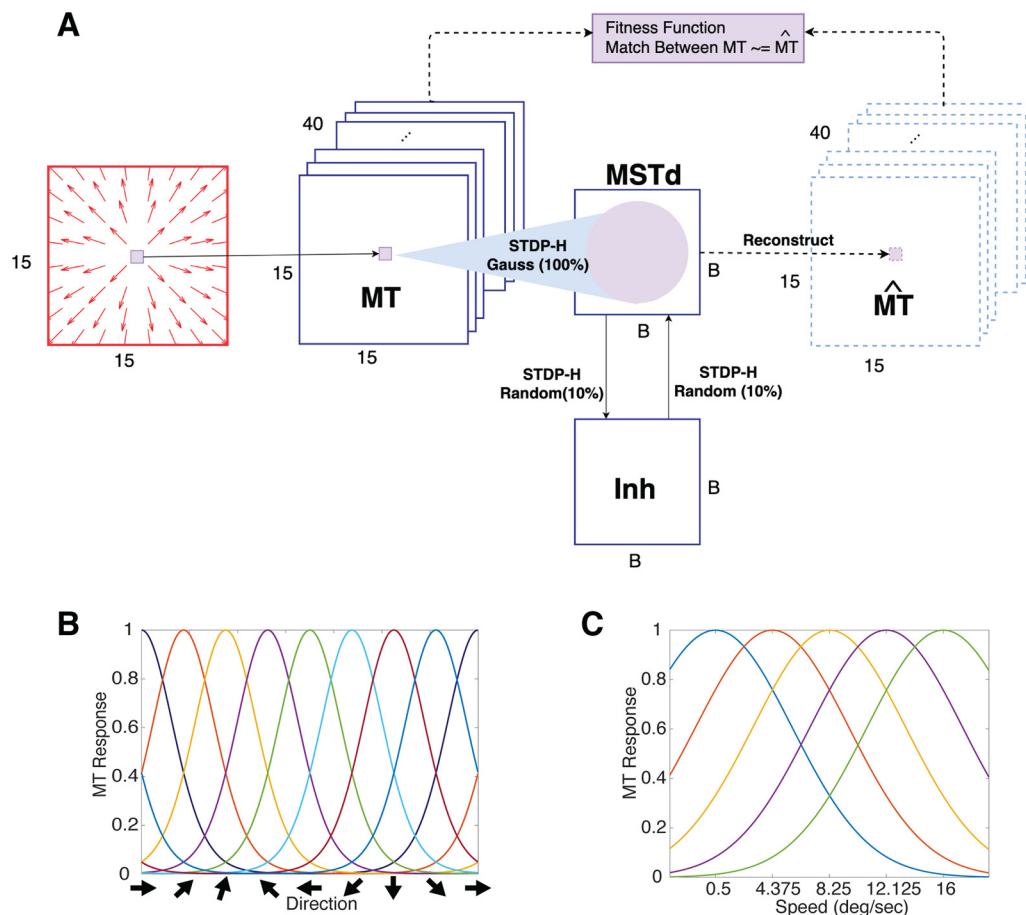 A
Fitness Function
Match Between MT ~= M̂T
40
...
40
...
MSTd
15
STDP-H
Gauss (100%)
Reconstruct
15
MT
B
15
M̂T
15
15
B
15
STDP-H
Random(10%)
STDP-H
Random (10%)
Inh
B
B
B
C
1
0.8
0.6
0.4
0.2
0
MT Response
Direction
1
0.8
0.6
0.4
0.2
0
MT Response
0.5 4.375 8.25 12.125 16
Speed (deg/sec)